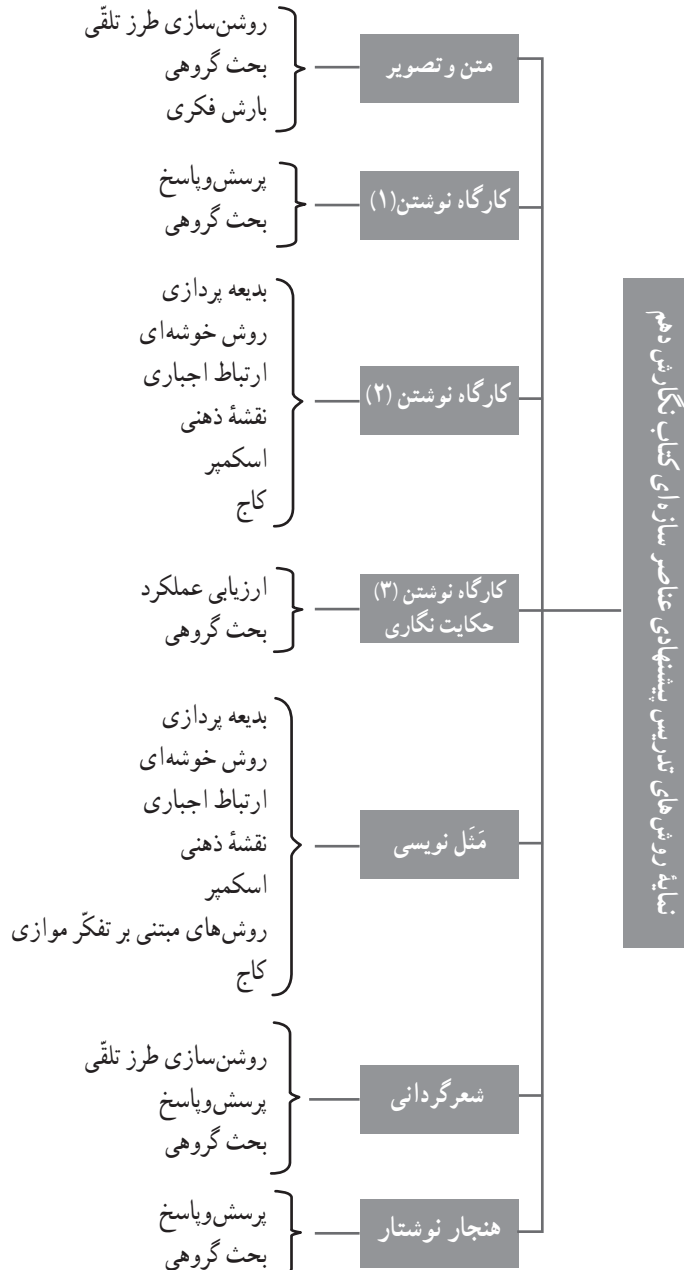 نمایهٔ روش‌های تدریس پیشنهادی عناصر سازه‌ای کتاب نگارش دهم
متن و تصویر
روشن‌سازی طرز تلقّی
بحث گروهی
بارش فکری
کارگاه نوشتن(۱)
پرسش‌وپاسخ
بحث گروهی
کارگاه نوشتن (۲)
بدیعه پردازی
روش خوشه‌ای
ارتباط اجباری
نقشهٔ ذهنی
اسکمپر
کاج
کارگاه نوشتن (۳)
حکایت نگاری
ارزیابی عملکرد
بحث گروهی
مَثَل نویسی
بدیعه پردازی
روش خوشه‌ای
ارتباط اجباری
نقشهٔ ذهنی
اسکمپر
روش‌های مبتنی بر تفکّر موازی
کاج
شعرگردانی
روشن‌سازی طرز تلقّی
پرسش‌وپاسخ
بحث گروهی
هنجار نوشتار
پرسش‌وپاسخ
بحث گروهی